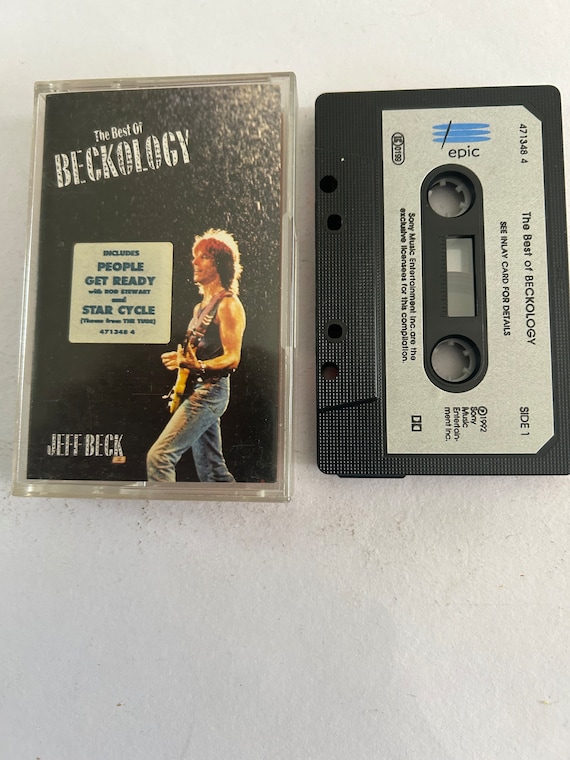 The Best Of
BECKOLOGY
INCLUDES
PEOPLE
GET READY
with ROD STEWART
and
STAR CYCLE
(Theme from THE TUBE)
471348 4
JEFF BECK
epic
471348 4
The Best of BECKOLOGY
SEE INLAY CARD FOR DETAILS
SIDE 1
Sony Music Entertainment Inc. are the
exclusive licensees for this compilation.
℗1992
Sony
Music
Entertain-
ment Inc.